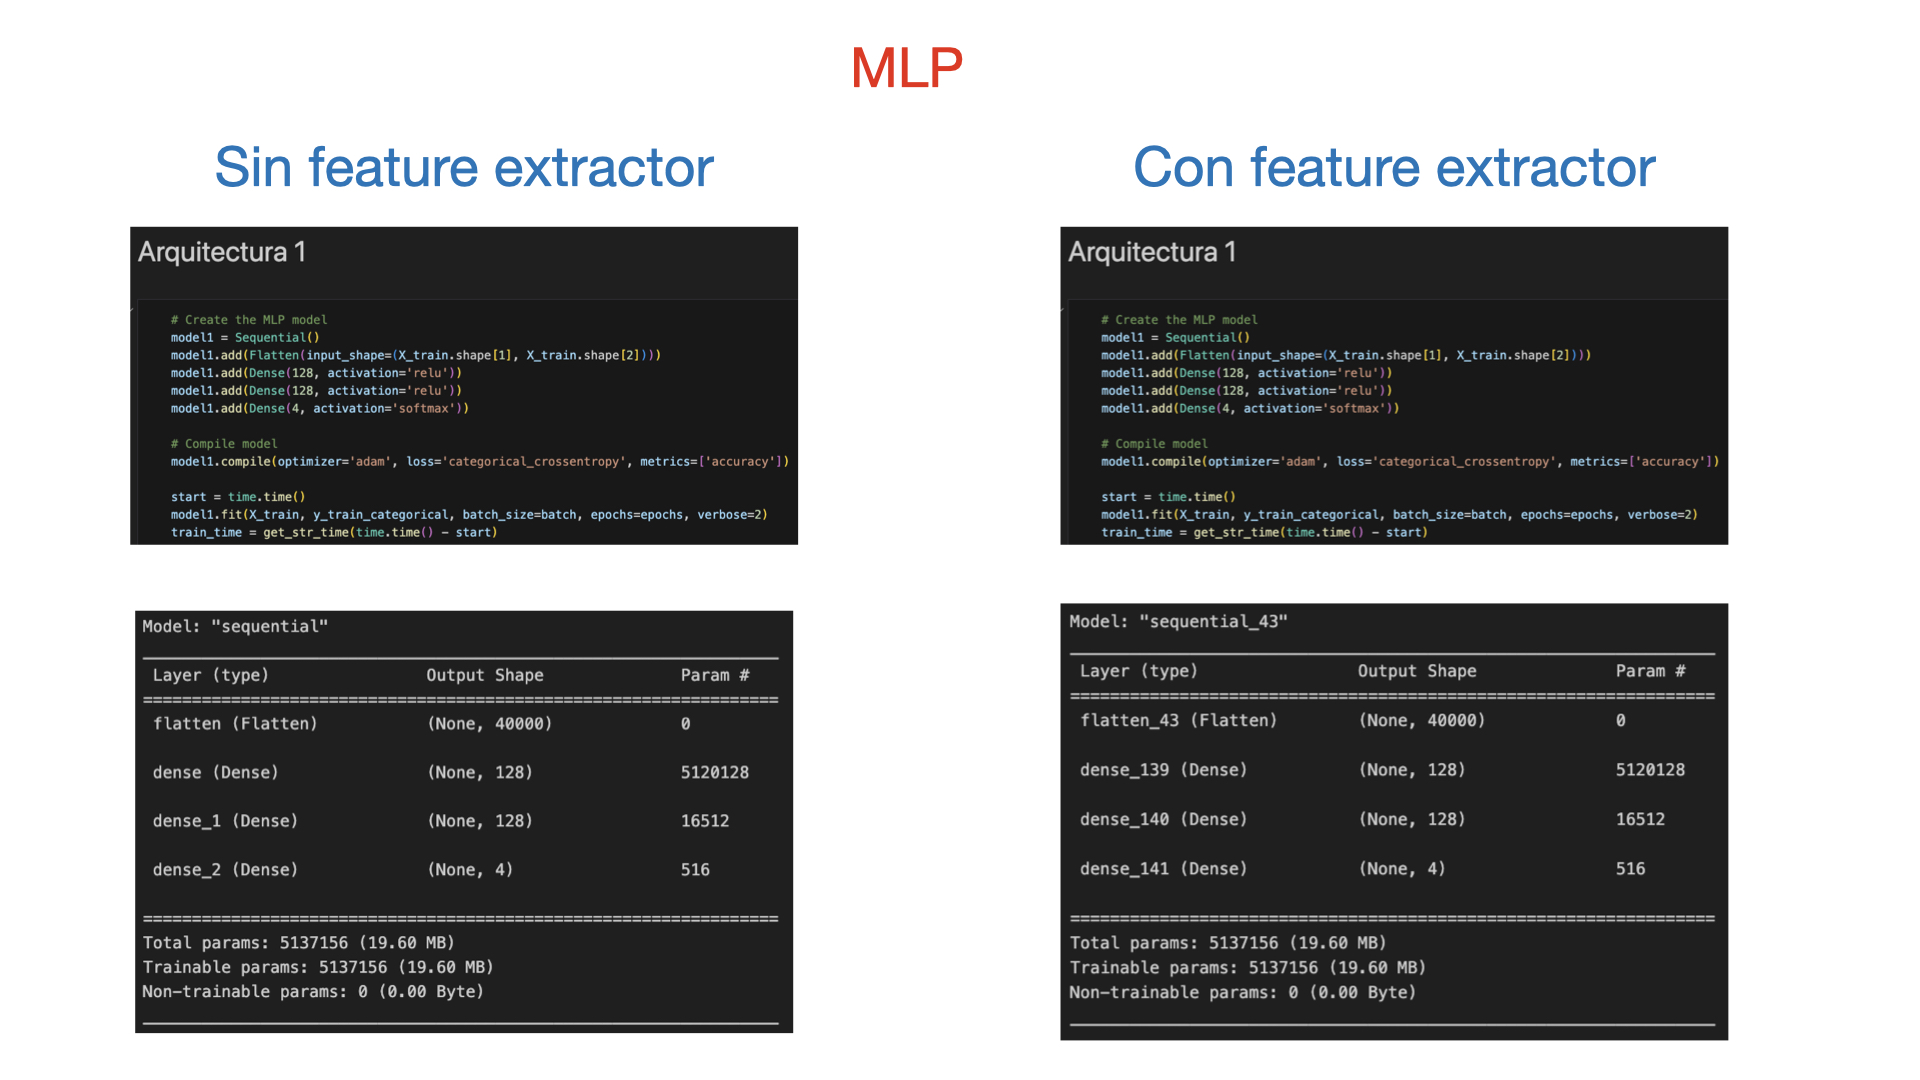 MLP
Sin feature extractor
Arquitectura 1
# Create the MLP model
model1 = Sequential()
model1.add(Flatten(input_shape=(X_train.shape[1], X_train.shape[2])))
model1.add(Dense(128, activation='relu'))
model1.add(Dense(128, activation='relu'))
model1.add(Dense(4, activation='softmax'))
# Compile model
model1.compile(optimizer='adam', loss='categorical_crossentropy', metrics=['accuracy'])
start = time.time()
model1.fit(X_train, y_train_categorical, batch_size=batch, epochs=epochs, verbose=2)
train_time = get_str_time(time.time() - start)
Model: "sequential"
Layer (type) Output Shape Param #
flatten (Flatten) (None, 40000) 0
dense (Dense) (None, 128) 5120128
dense_1 (Dense) (None, 128) 16512
dense_2 (Dense) (None, 4) 516
Total params: 5137156 (19.60 MB)
Trainable params: 5137156 (19.60 MB)
Non-trainable params: 0 (0.00 Byte)
Con feature extractor
Arquitectura 1
# Create the MLP model
model1 = Sequential()
model1.add(Flatten(input_shape=(X_train.shape[1], X_train.shape[2])))
model1.add(Dense(128, activation='relu'))
model1.add(Dense(128, activation='relu'))
model1.add(Dense(4, activation='softmax'))
# Compile model
model1.compile(optimizer='adam', loss='categorical_crossentropy', metrics=['accuracy'])
start = time.time()
model1.fit(X_train, y_train_categorical, batch_size=batch, epochs=epochs, verbose=2)
train_time = get_str_time(time.time() - start)
Model: "sequential_43"
Layer (type) Output Shape Param #
flatten_43 (Flatten) (None, 40000) 0
dense_139 (Dense) (None, 128) 5120128
dense_140 (Dense) (None, 128) 16512
dense_141 (Dense) (None, 4) 516
Total params: 5137156 (19.60 MB)
Trainable params: 5137156 (19.60 MB)
Non-trainable params: 0 (0.00 Byte)